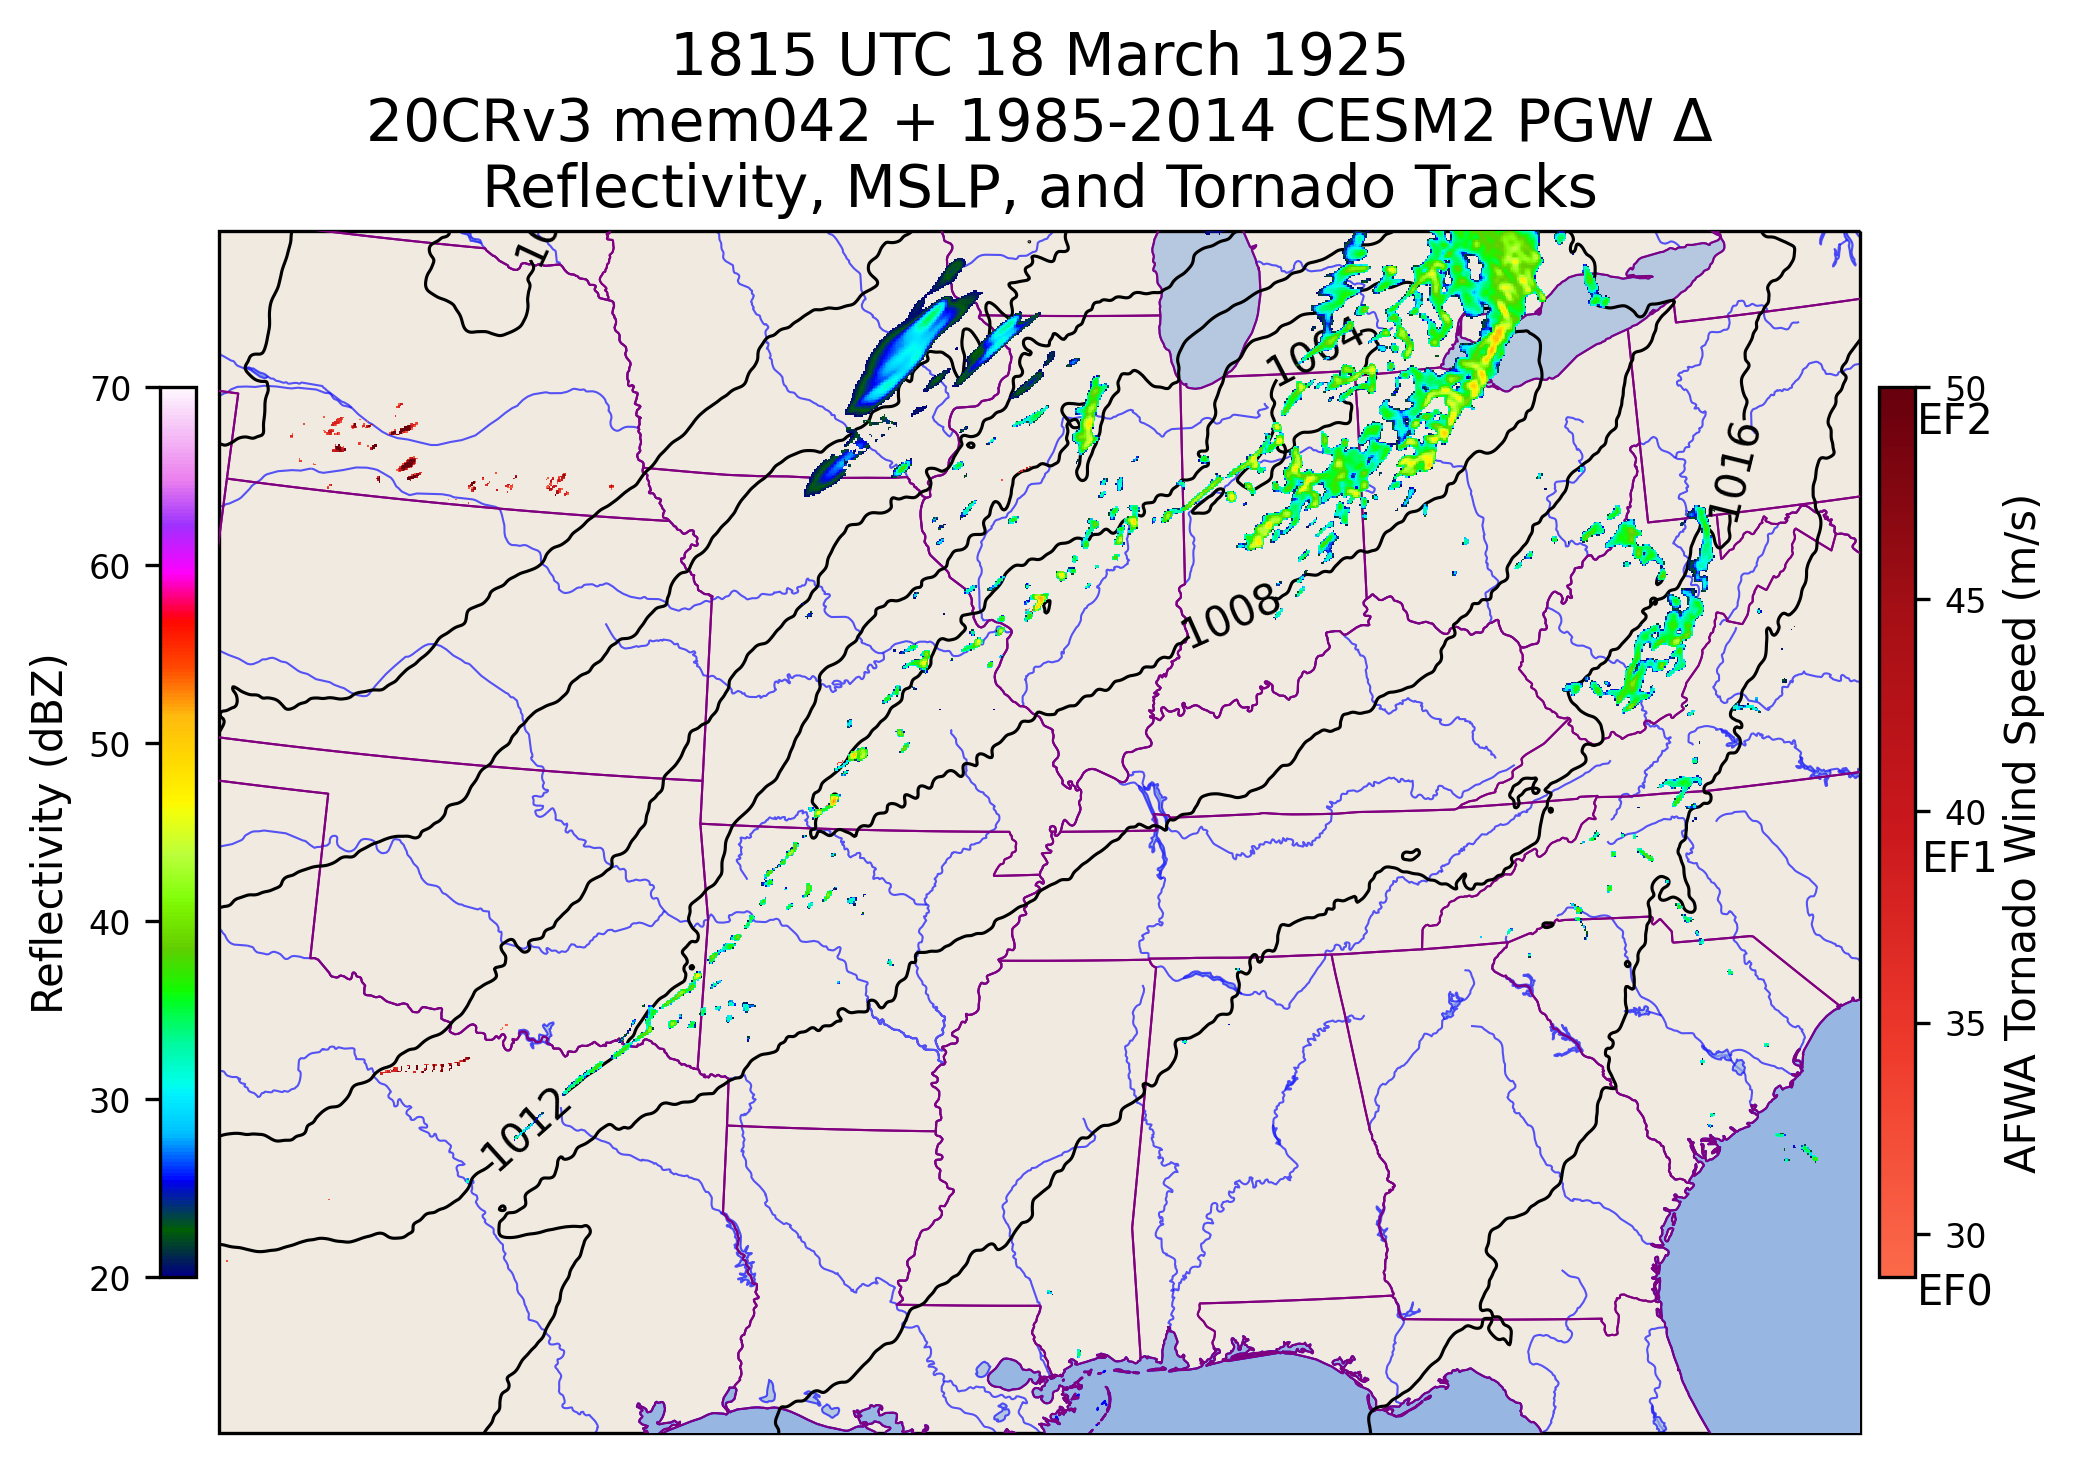 1815 UTC 18 March 1925
20CRv3 mem042 + 1985-2014 CESM2 PGW Δ
Reflectivity, MSLP, and Tornado Tracks
70
60
50
40
30
20
Reflectivity (dBZ)
1004
1016
1008
1012
50
EF2
45
40
EF1
35
30
EF0
AFWA Tornado Wind Speed (m/s)